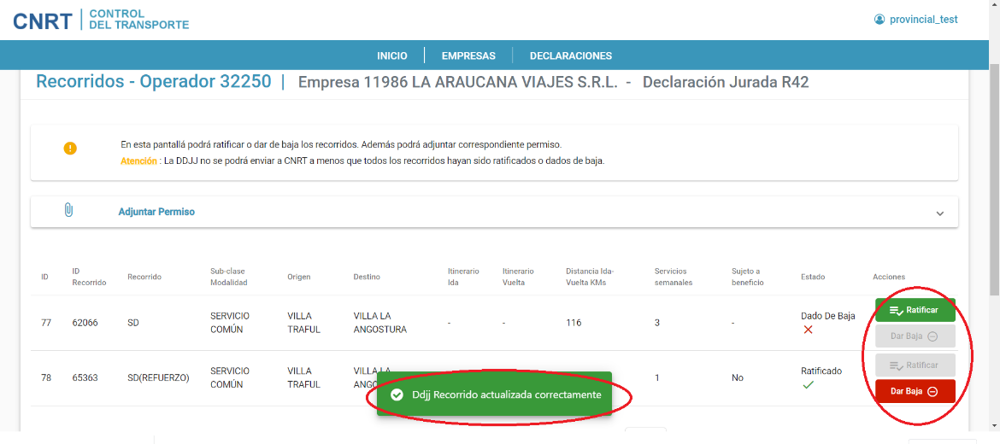 CNRT
CONTROL
DEL TRANSPORTE
provincial_test
INICIO
EMPRESAS
DECLARACIONES
Recorridos - Operador 32250 | Empresa 11986 LA ARAUCANA VIAJES S.R.L. - Declaración Jurada R42
En esta pantallá podrá ratificar o dar de baja los recorridos. Además podrá adjuntar correspondiente permiso.
Atención : La DDJJ no se podrá enviar a CNRT a menos que todos los recorridos hayan sido ratificados o dados de baja.
Adjuntar Permiso
ID
ID
Recorrido
Recorrido
Sub-clase
Modalidad
Origen
Destino
Itinerario
Ida
Itinerario
Vuelta
Distancia Ida-
Vuelta KMs
Servicios
semanales
Sujeto a
beneficio
Estado
Acciones
77
62066
SD
SERVICIO
COMÚN
VILLA
TRAFUL
VILLA LA
ANGOSTURA
-
-
116
3
-
Dado De Baja
Ratificar
Dar Baja
78
65363
SD(REFUERZO)
SERVICIO
COMÚN
VILLA
TRAFUL
VILLA LA
1
No
Ratificado
Ratificar
Dar Baja
Ddjj Recorrido actualizada correctamente